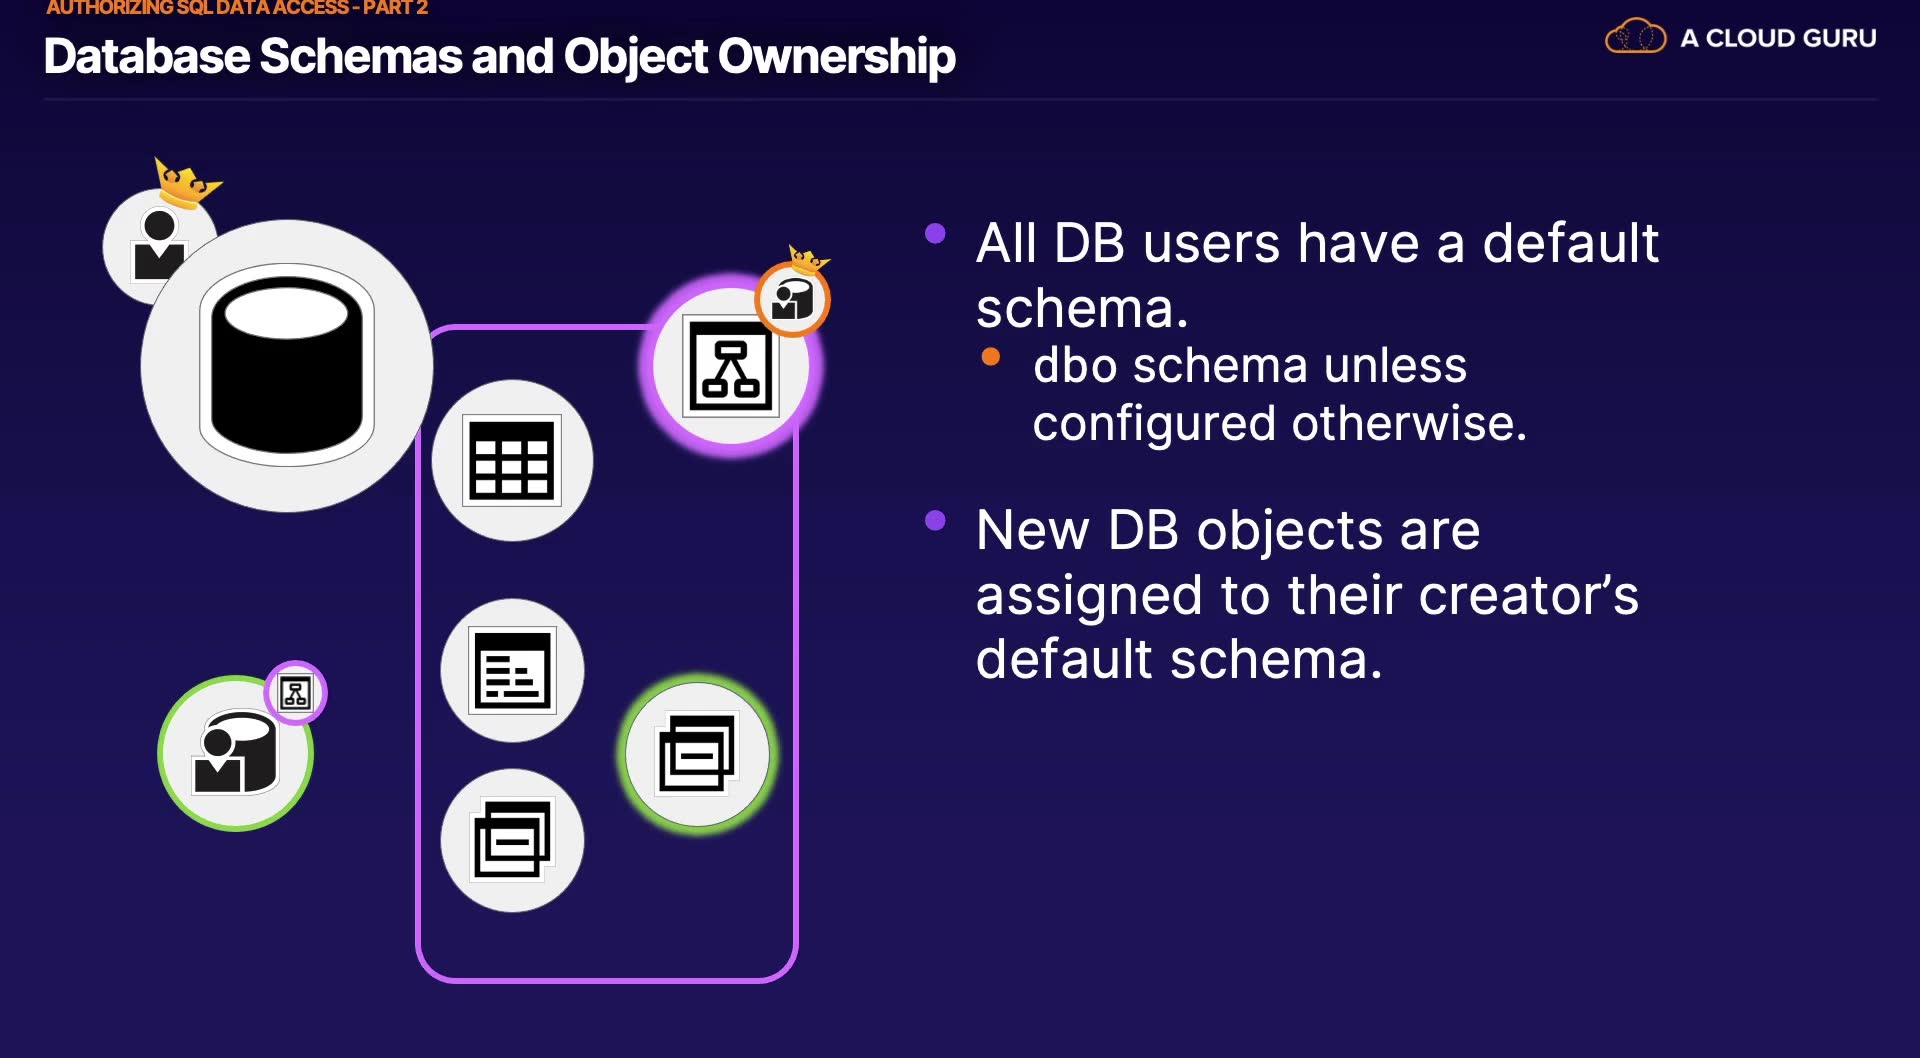 AUTHORIZING SQL DATA ACCESS - PART 2
Database Schemas and Object Ownership
A CLOUD GURU
All DB users have a default
schema.
dbo schema unless
configured otherwise.
New DB objects are
assigned to their creator’s
default schema.